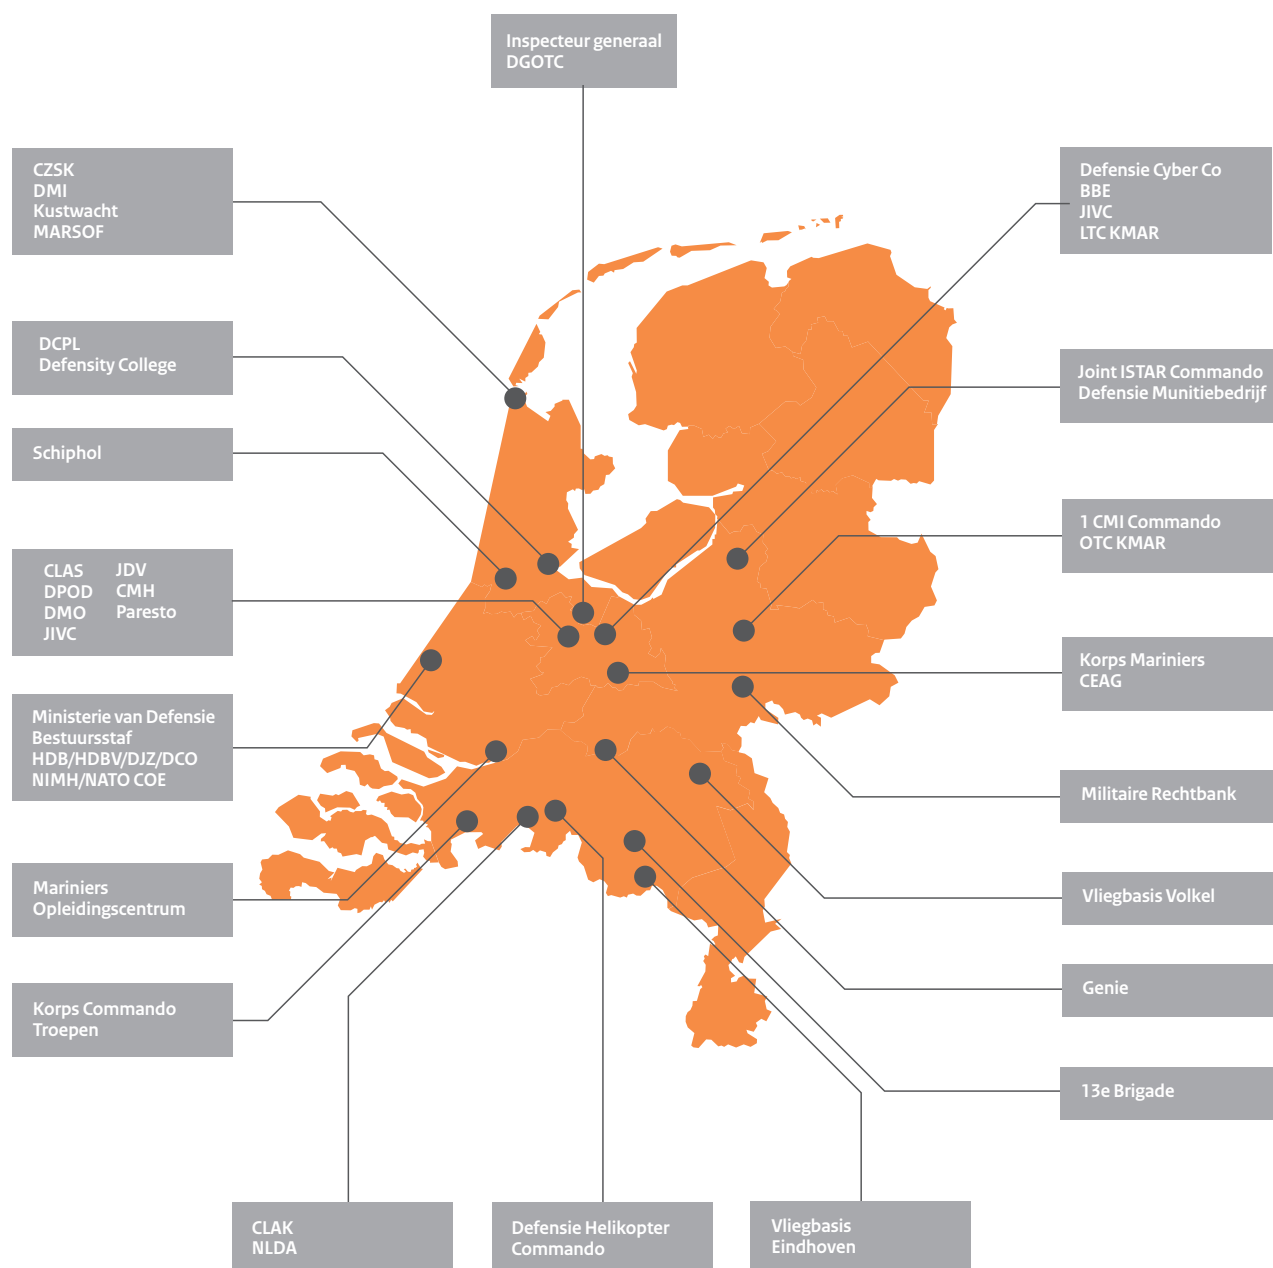 Inspecteur generaal
DGOTC
CZSK
DMI
Kustwacht
MARSOF
DCPL
Defensity College
Schiphol
CLAS
DPOD
DMO
JIVC
JDV
CMH
Paresto
Ministerie van Defensie
Bestuursstaf
HDB/HDBV/DJZ/DCO
NIMH/NATO COE
Mariniers
Opleidingscentrum
Korps Commando
Troepen
CLAK
NLDA
Defensie Helikopter
Commando
Vliegbasis
Eindhoven
Defensie Cyber Co
BBE
JIVC
LTC KMAR
Joint ISTAR Commando
Defensie Munitiebedrijf
1 CMI Commando
OTC KMAR
Korps Mariniers
CEAG
Militaire Rechtbank
Vliegbasis Volkel
Genie
13e Brigade